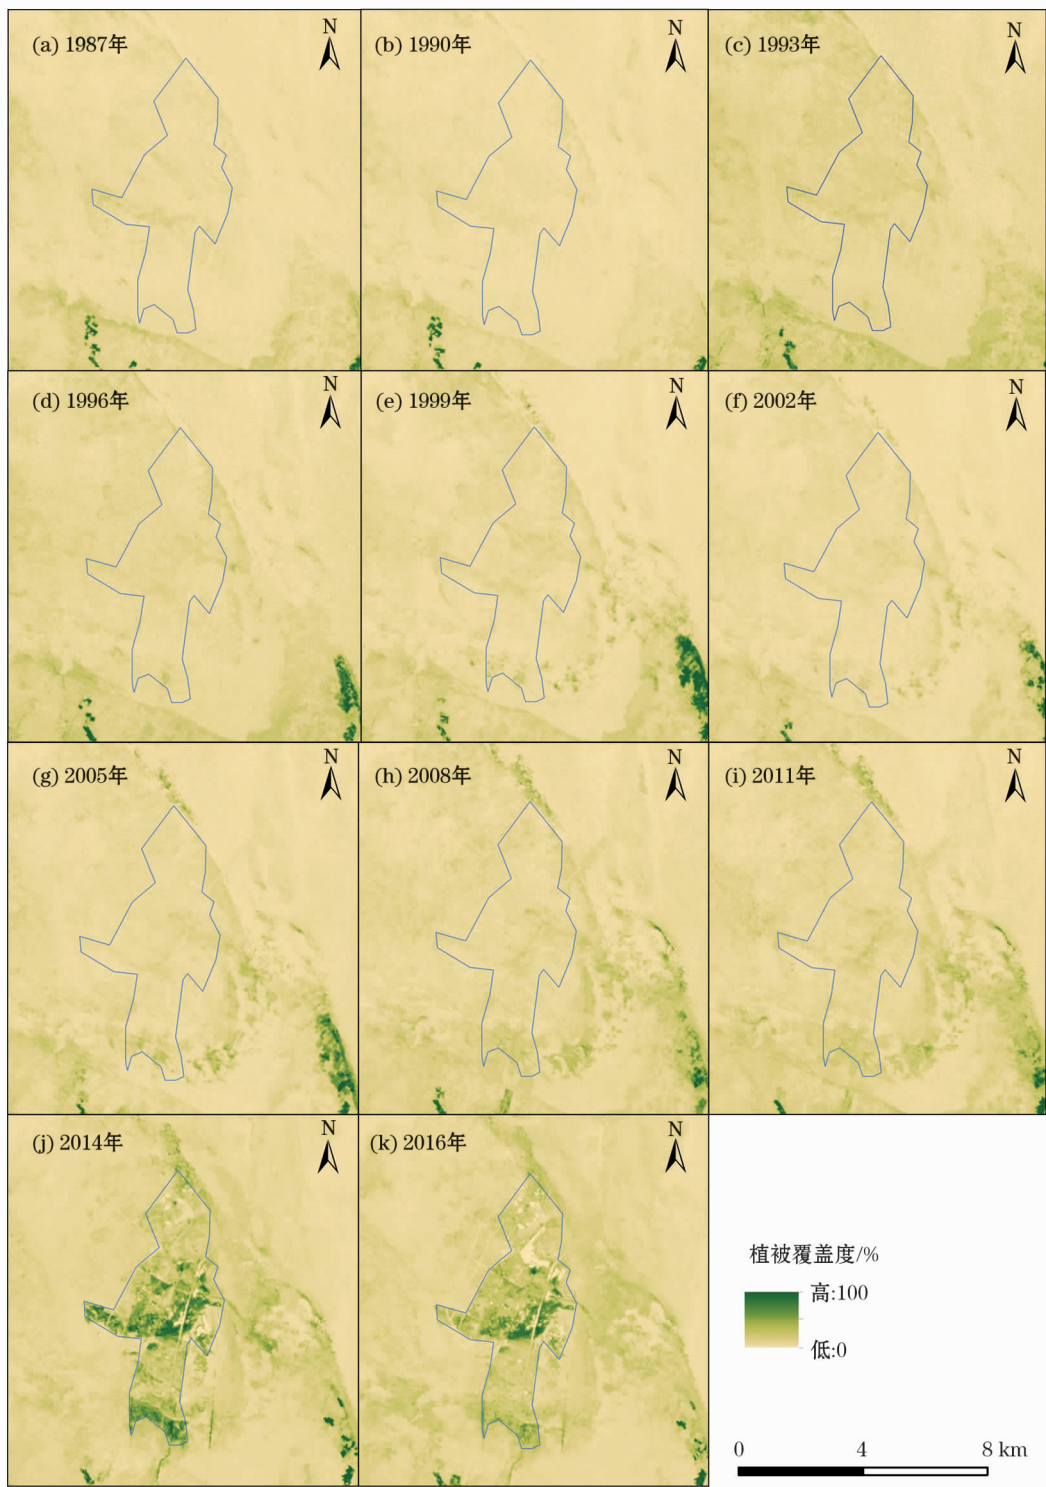 (a) 1987年
N
(b) 1990年
N
(c) 1993年
N
(d) 1996年
N
(e) 1999年
N
(f) 2002年
N
(g) 2005年
N
(h) 2008年
N
(i) 2011年
N
(j) 2014年
N
(k) 2016年
N
植被覆盖度/%
高:100
低:0
0 4 8 km